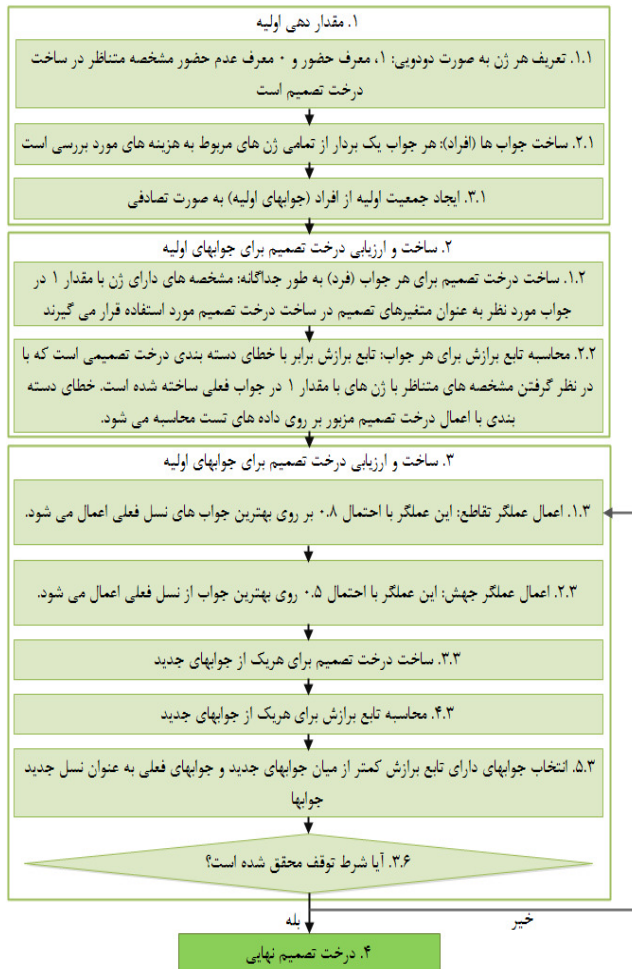 ۱. مقدار دهی اولیه
۱.۱. تعریف هر ژن به صورت دودویی: ۱، معرف حضور و ۰ معرف عدم حضور مشخصه متناظر در ساخت
درخت تصمیم است
۲.۱. ساخت جواب ها (افراد): هر جواب یک بردار از تمامی ژن های مربوط به هزینه های مورد بررسی است
۳.۱. ایجاد جمعیت اولیه از افراد (جوابهای اولیه) به صورت تصادفی
۲. ساخت و ارزیابی درخت تصمیم برای جوابهای اولیه
۱.۲. ساخت درخت تصمیم برای هر جواب (فرد) به طور جداگانه: مشخصه های دارای ژن با مقدار ۱ در
جواب مورد نظر به عنوان متغیرهای تصمیم در ساخت درخت تصمیم مورد استفاده قرار می گیرند
۲.۲. محاسبه تابع برازش برای هر جواب: تابع برازش برابر با خطای دسته بندی درخت تصمیمی است که با
در نظر گرفتن مشخصه های متناظر با ژن های با مقدار ۱ در جواب فعلی ساخته شده است. خطای دسته
بندی با اعمال درخت تصمیم مزبور بر روی داده های تست محاسبه می شود.
۳. ساخت و ارزیابی درخت تصمیم برای جوابهای اولیه
۱.۳. اعمال عملگر تقاطع: این عملگر با احتمال ۰.۸ بر روی بهترین جواب های نسل فعلی اعمال می شود.
۲.۳. اعمال عملگر جهش: این عملگر با احتمال ۰.۵ روی بهترین جواب از نسل فعلی اعمال می شود.
۳.۳. ساخت درخت تصمیم برای هریک از جوابهای جدید
۴.۳. محاسبه تابع برازش برای هریک از جوابهای جدید
۵.۳. انتخاب جوابهای دارای تابع برازش کمتر از میان جوابهای جدید و جوابهای فعلی به عنوان نسل جدید
جوابها
۳.۶. آیا شرط توقف محقق شده است؟
خیر
بله
۴. درخت تصمیم نهایی